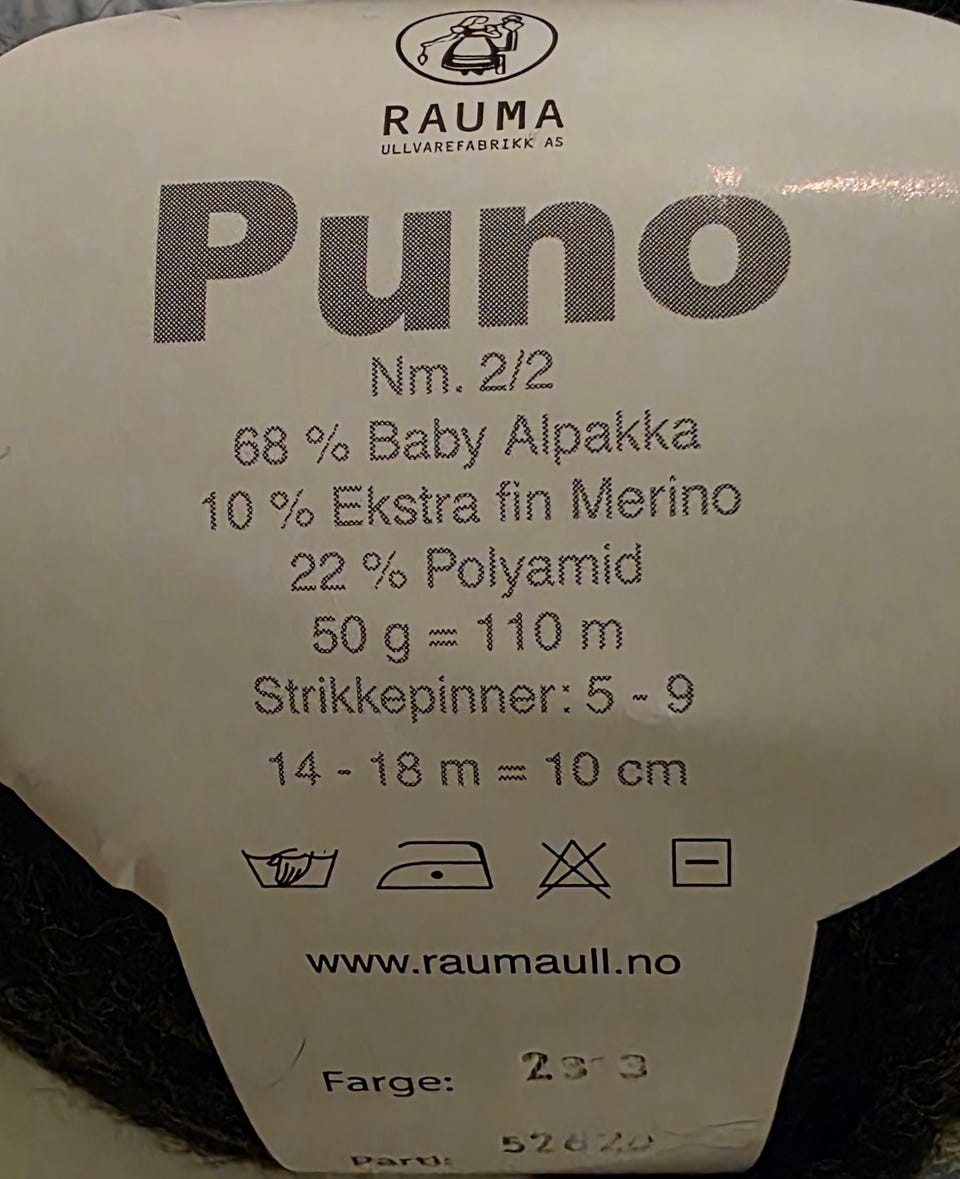 RAUMA
ULLVAREFABRIKK AS
Puno
Nm. 2/2
68 % Baby Alpakka
10 % Ekstra fin Merino
22 % Polyamid
50 g = 110 m
Strikkepinner: 5 - 9
14 - 18 m = 10 cm
www.raumaull.no
Farge:
Parti: